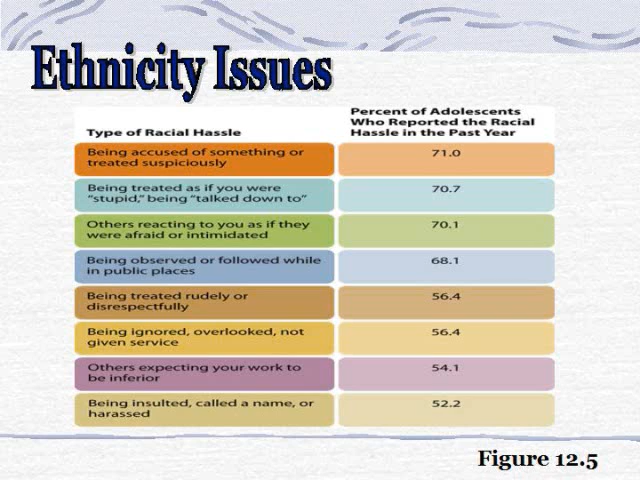 Ethnicity Issues
Type of Racial Hassle
Percent of Adolescents
Who Reported the Racial
Hassle in the Past Year
Being accused of something or
treated suspiciously
71.0
Being treated as if you were
“stupid,” being “talked down to”
70.7
Others reacting to you as if they
were afraid or intimidated
70.1
Being observed or followed while
in public places
68.1
Being treated rudely or
disrespectfully
56.4
Being ignored, overlooked, not
given service
56.4
Others expecting your work to
be inferior
54.1
Being insulted, called a name, or
harassed
52.2
Figure 12.5